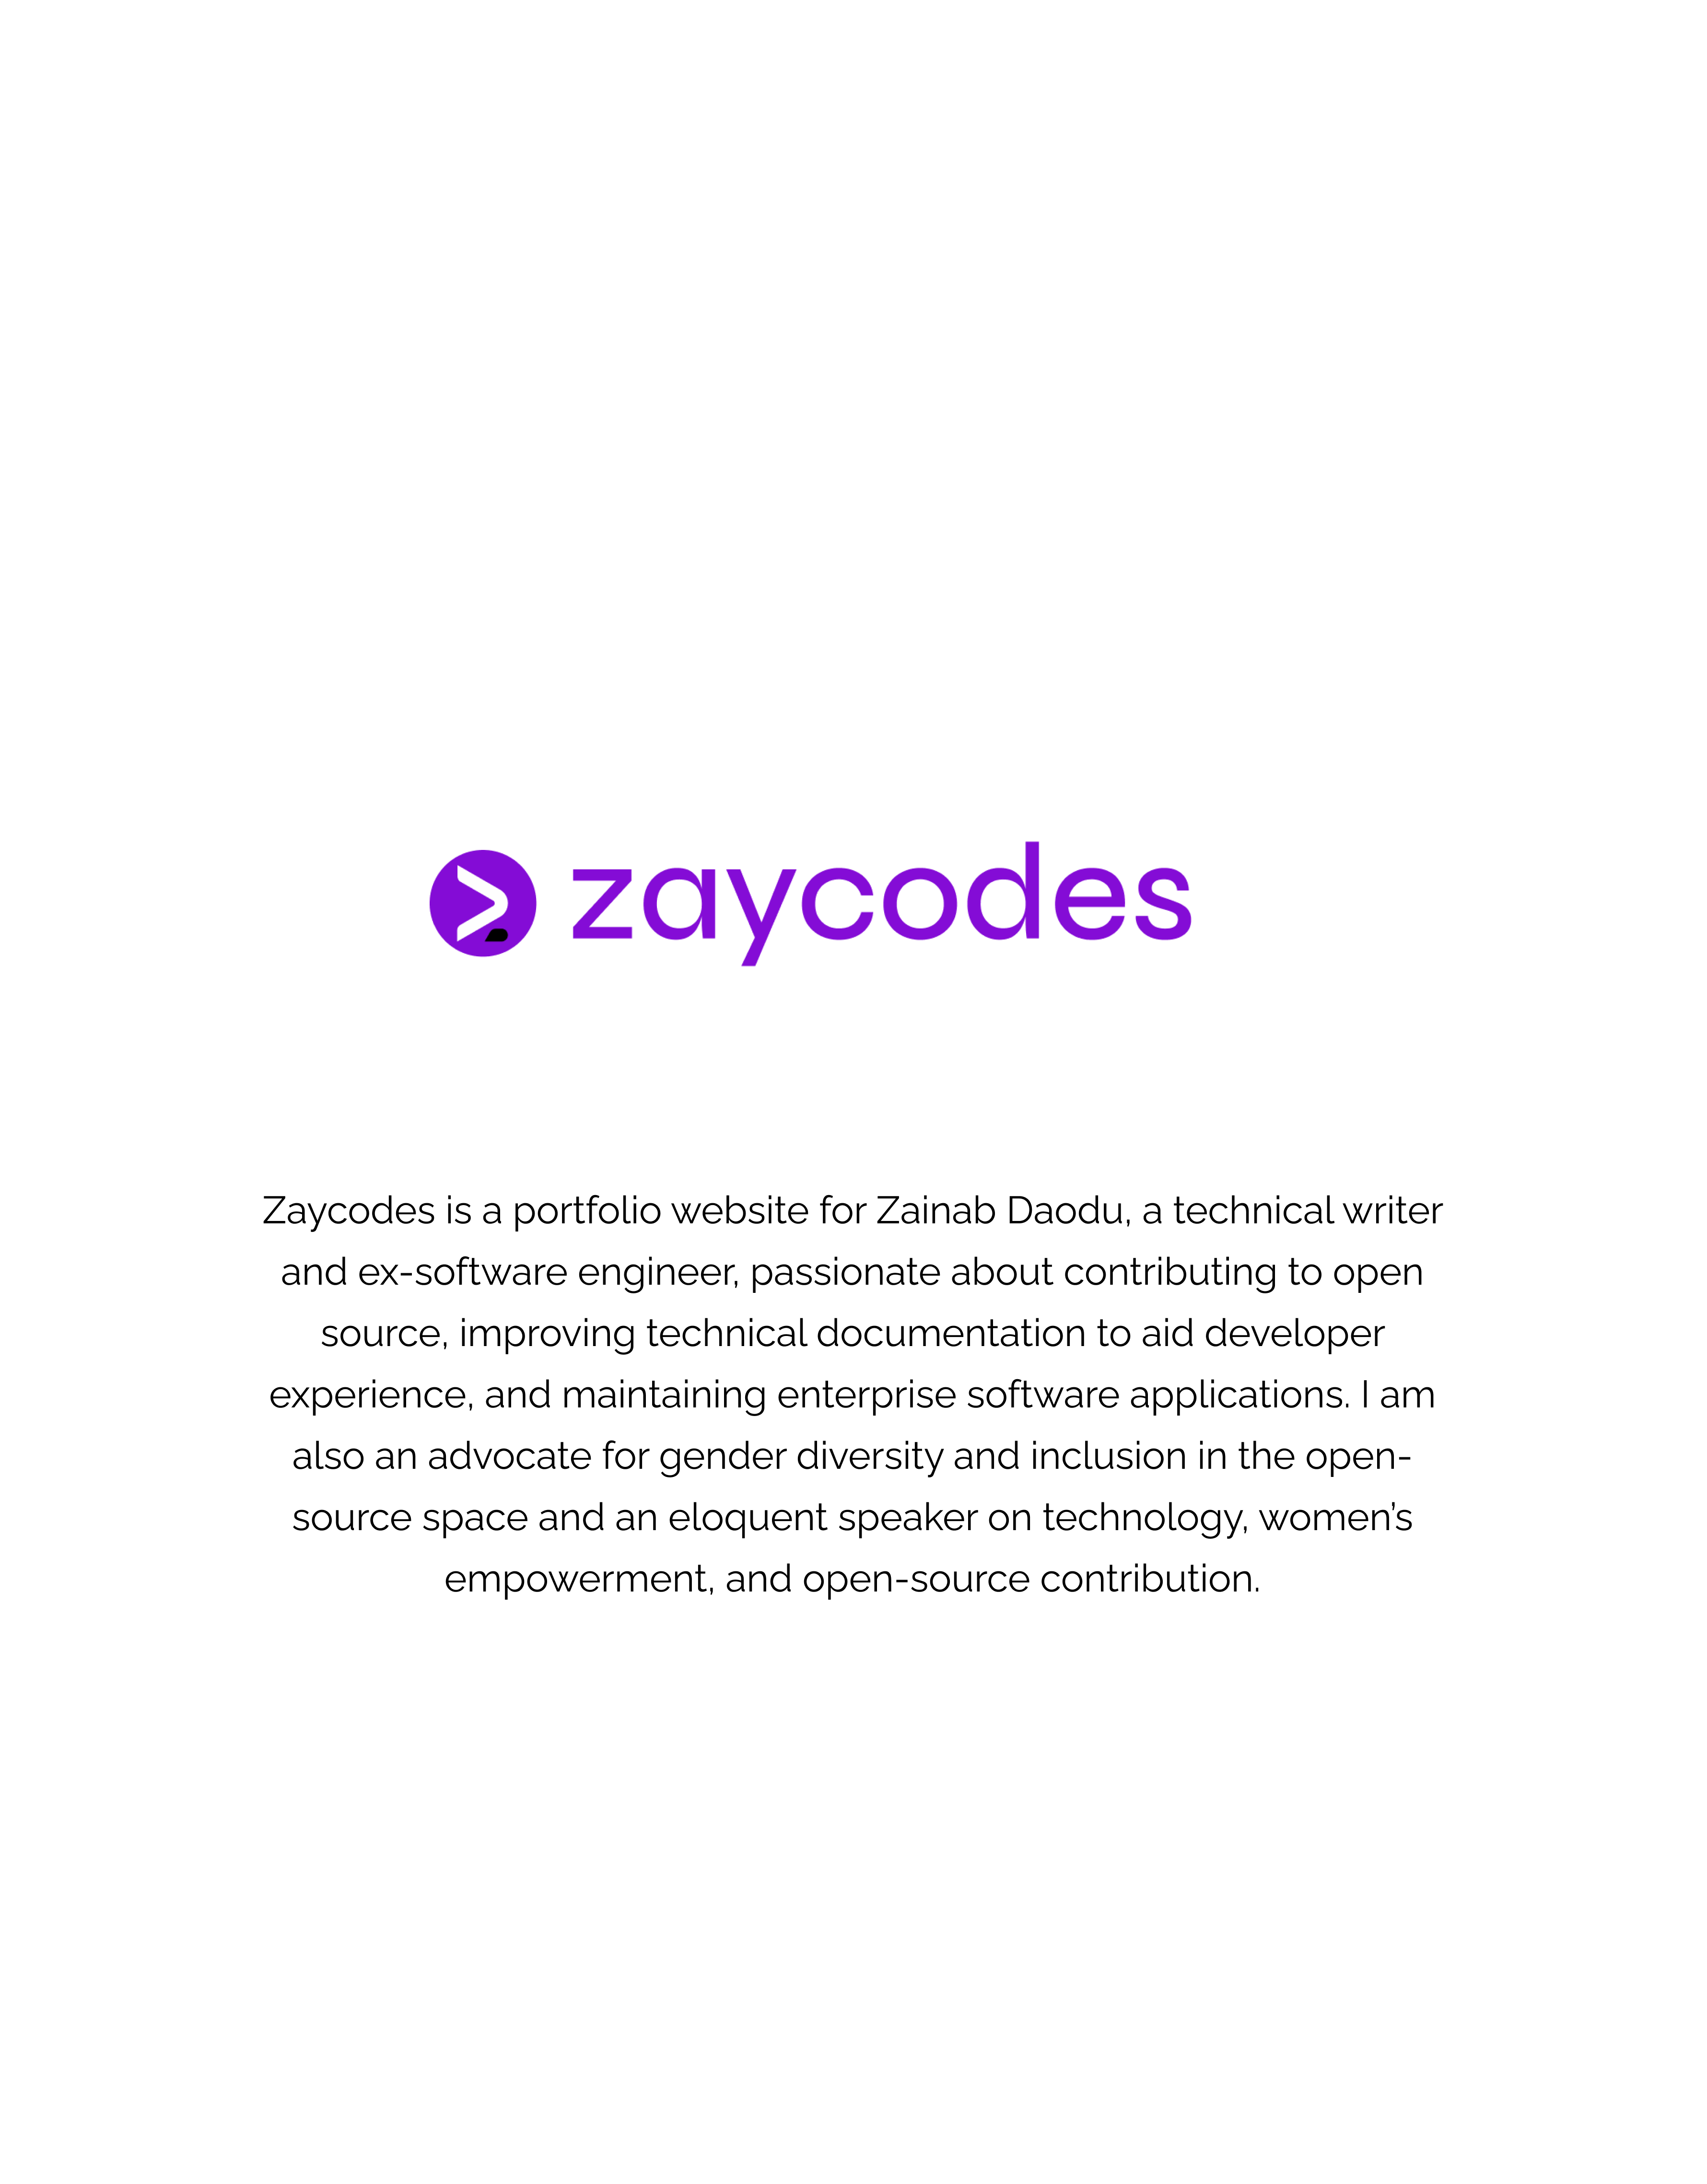 zaycodes
Zaycodes is a portfolio website for Zainab Daodu, a technical writer
and ex-software engineer, passionate about contributing to open
source, improving technical documentation to aid developer
experience, and maintaining enterprise software applications. I am
also an advocate for gender diversity and inclusion in the open-
source space and an eloquent speaker on technology, women’s
empowerment, and open-source contribution.